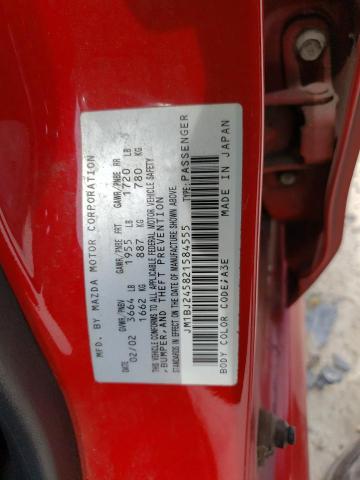 MFD. BY MAZDA MOTOR CORPORATION
GVWR/PNBV GAWR/PNBE FRT GAWR/PNBE RR
02/02 3664 LB 1955 LB 1720 LB
1662 KG 887 KG 780 KG
THIS VEHICLE CONFORMS TO ALL APPLICABLE FEDERAL MOTOR VEHICLE SAFETY,
BUMPER, AND THEFT PREVENTION
STANDARDS IN EFFECT ON THE DATE OF MANUFACTURE SHOWN ABOVE.
JM1BJ245821584555 TYPE: PASSENGER
BODY COLOR CODE: A3E MADE IN JAPAN